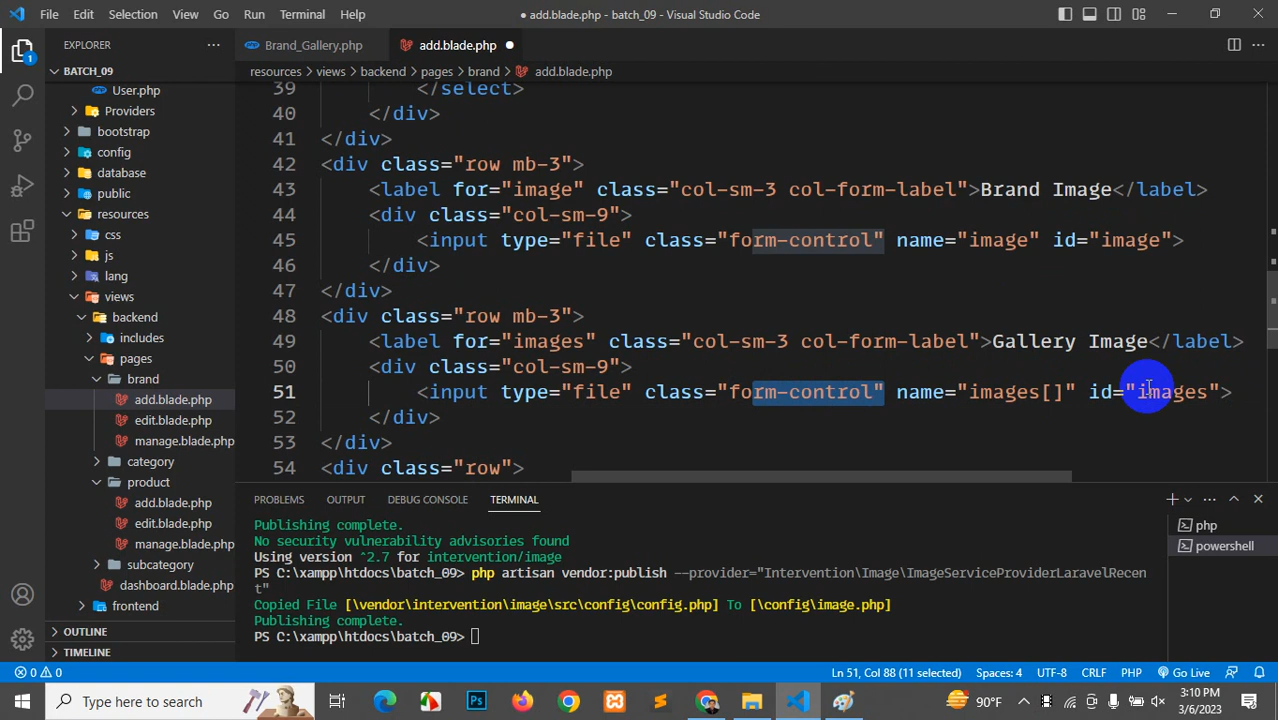 File Edit Selection View Go Run Terminal Help
● add.blade.php - batch_09 - Visual Studio Code
EXPLORER ···
Brand_Gallery.php
add.blade.php ●
resources > views > backend > pages > brand > add.blade.php
BATCH_09
User.php
Providers
bootstrap
config
database
public
resources
css
js
lang
views
backend
includes
pages
brand
add.blade.php
edit.blade.php
manage.blade.php
category
product
add.blade.php
edit.blade.php
manage.blade.php
subcategory
dashboard.blade.php
frontend
OUTLINE
TIMELINE
39 </select>
40 </div>
41 </div>
42 <div class="row mb-3">
43 <label for="image" class="col-sm-3 col-form-label">Brand Image</label>
44 <div class="col-sm-9">
45 <input type="file" class="form-control" name="image" id="image">
46 </div>
47 </div>
48 <div class="row mb-3">
49 <label for="images" class="col-sm-3 col-form-label">Gallery Image</label>
50 <div class="col-sm-9">
51 <input type="file" class="form-control" name="images[]" id="images">
52 </div>
53 </div>
54 <div class="row">
PROBLEMS OUTPUT DEBUG CONSOLE TERMINAL
Publishing complete.
No security vulnerability advisories found
Using version ^2.7 for intervention/image
PS C:\xampp\htdocs\batch_09> php artisan vendor:publish --provider="Intervention\Image\ImageServiceProviderLaravelRecen
t"
Copied File [\vendor\intervention\image\src\config\config.php] To [\config\image.php]
Publishing complete.
PS C:\xampp\htdocs\batch_09>
php
powershell
1
0 0 Ln 51, Col 88 (11 selected) Spaces: 4 UTF-8 CRLF PHP Go Live
Type here to search
Ps
90°F
3:10 PM
3/6/2023